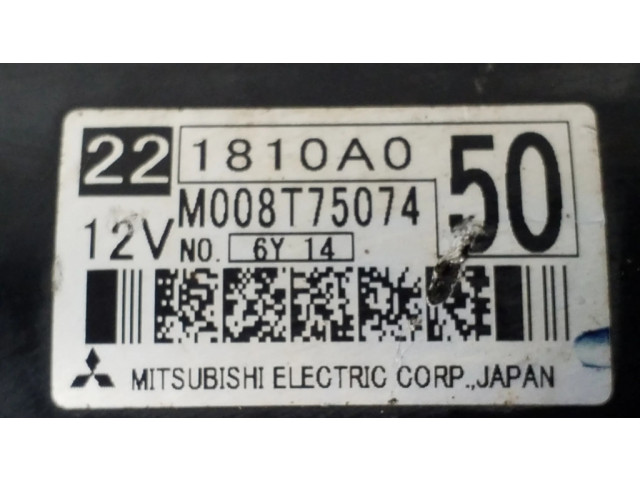 22 1810A0 50
M008T75074
12V NO. 6Y 14
MITSUBISHI ELECTRIC CORP.,JAPAN